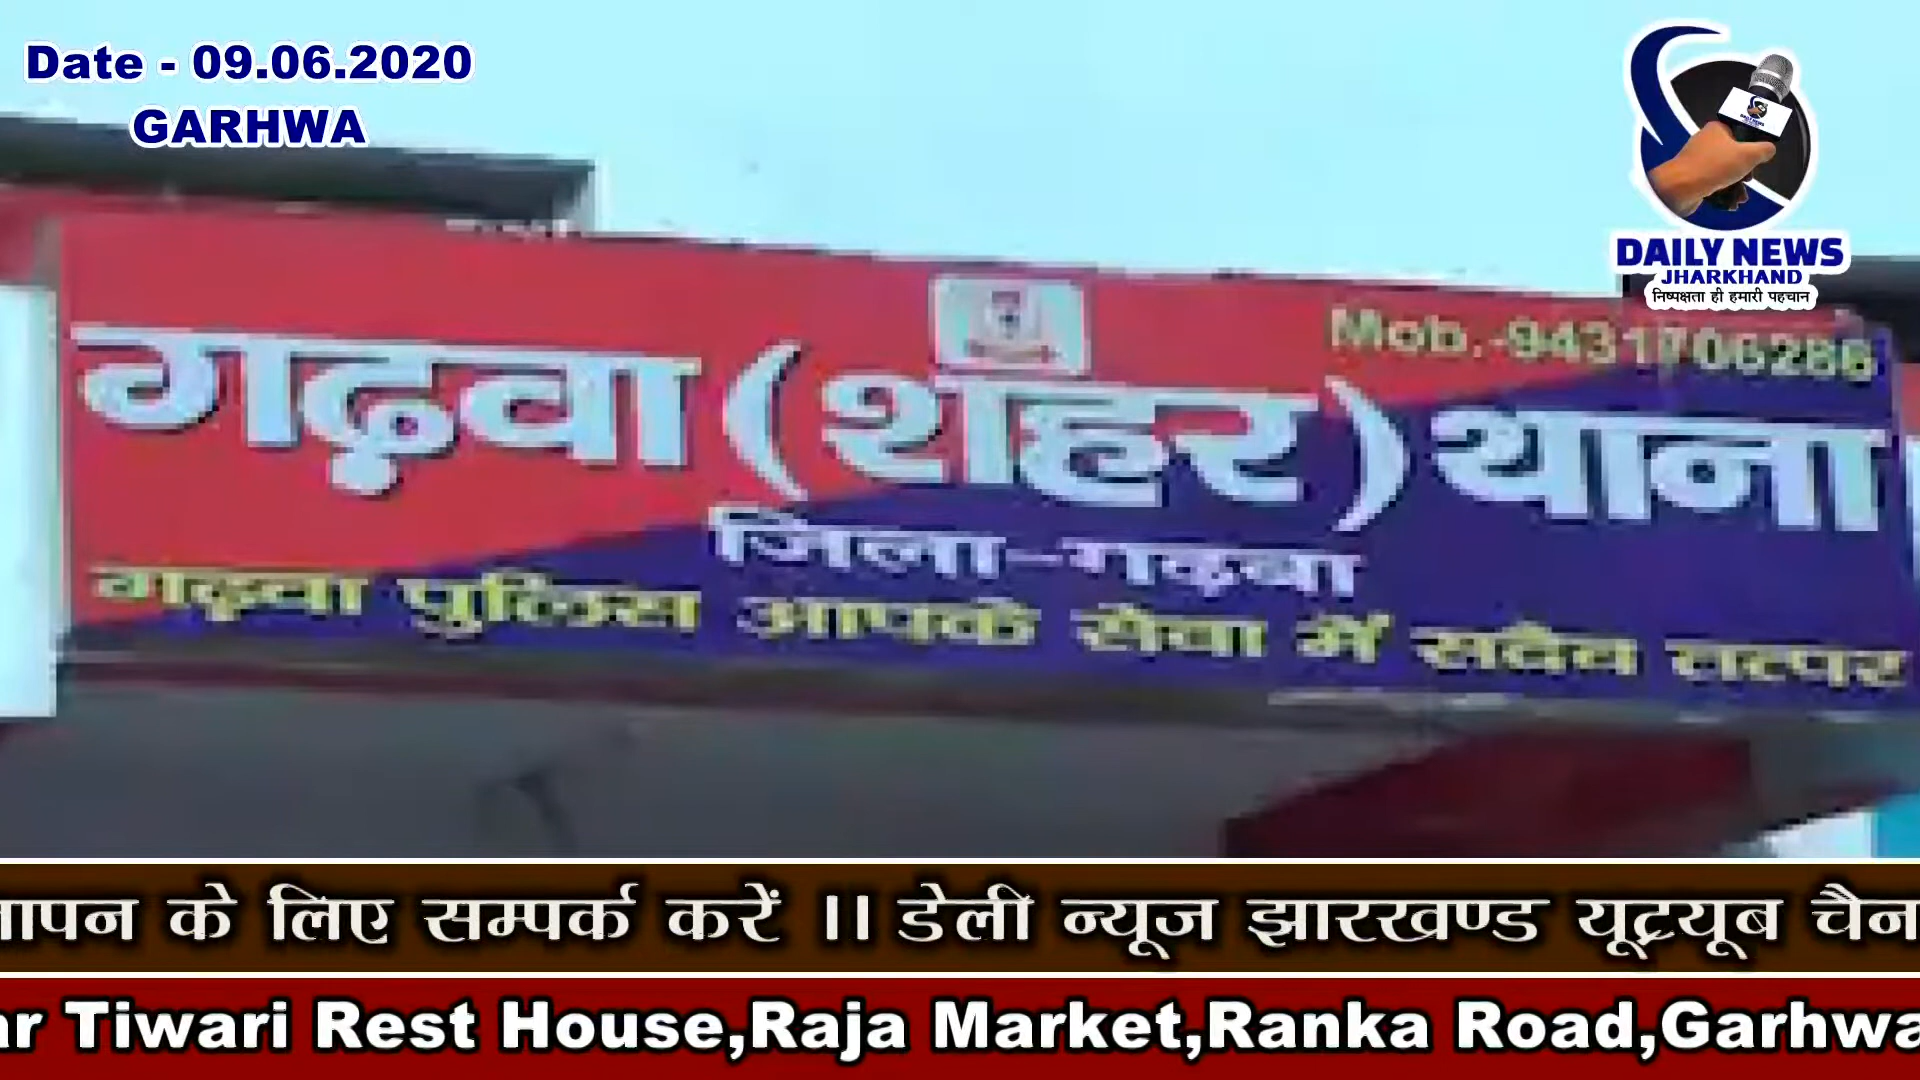 Date - 09.06.2020
GARHWA
DAILY NEWS
JHARKHAND
निष्पक्षता ही हमारी पहचान
Mob.-9431706286
गढ़वा (शहर) थाना
जिला-गढ़वा
गढ़वा पुलिस आपके सेवा में सदैव तत्पर
ापन के लिए सम्पर्क करें ।। डेली न्यूज झारखण्ड यूट्यूब चैन
ar Tiwari Rest House,Raja Market,Ranka Road,Garhwa